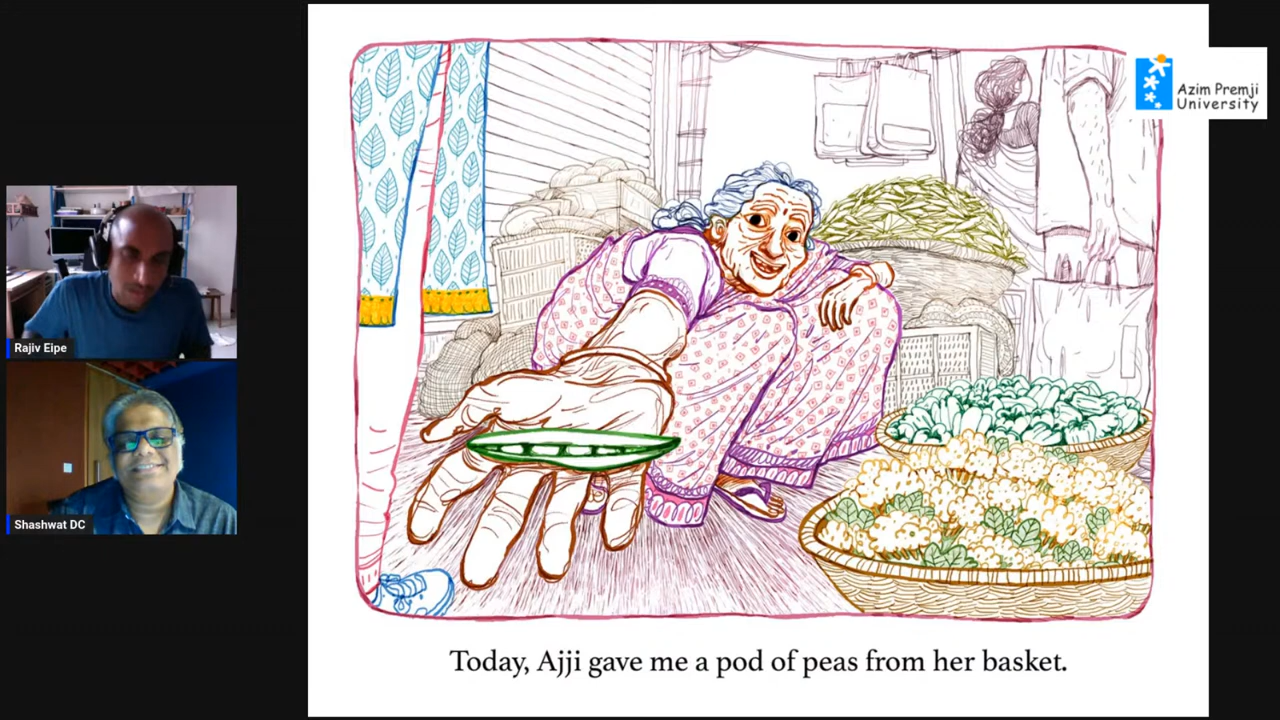 Azim Premji
University
Rajiv Eipe
Shashwat DC
Today, Ajji gave me a pod of peas from her basket.